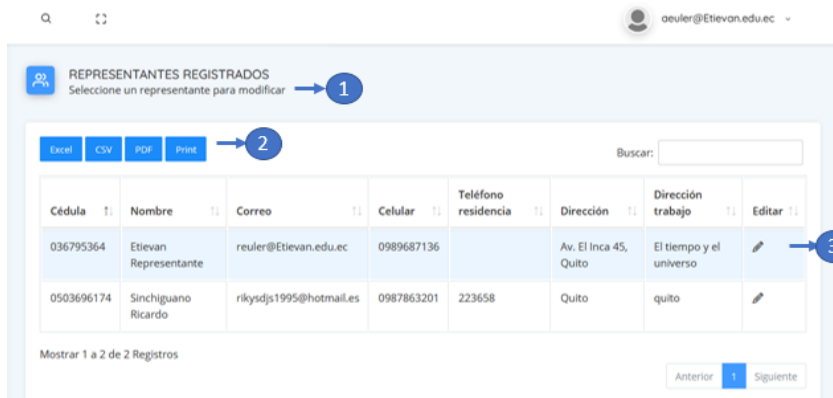 aeuler@Etievan.edu.ec
REPRESENTANTES REGISTRADOS
Seleccione un representante para modificar
1
Excel CSV PDF Print
2
Buscar:
Cédula Nombre Correo Celular Teléfono residencia Dirección Dirección trabajo Editar
036795364 Etievan Representante reuler@Etievan.edu.ec 0989687136 Av. El Inca 45, Quito El tiempo y el universo
3
0503696174 Sinchiguano Ricardo rikysdjs1995@hotmail.es 0987863201 223658 Quito quito
Mostrar 1 a 2 de 2 Registros
Anterior 1 Siguiente